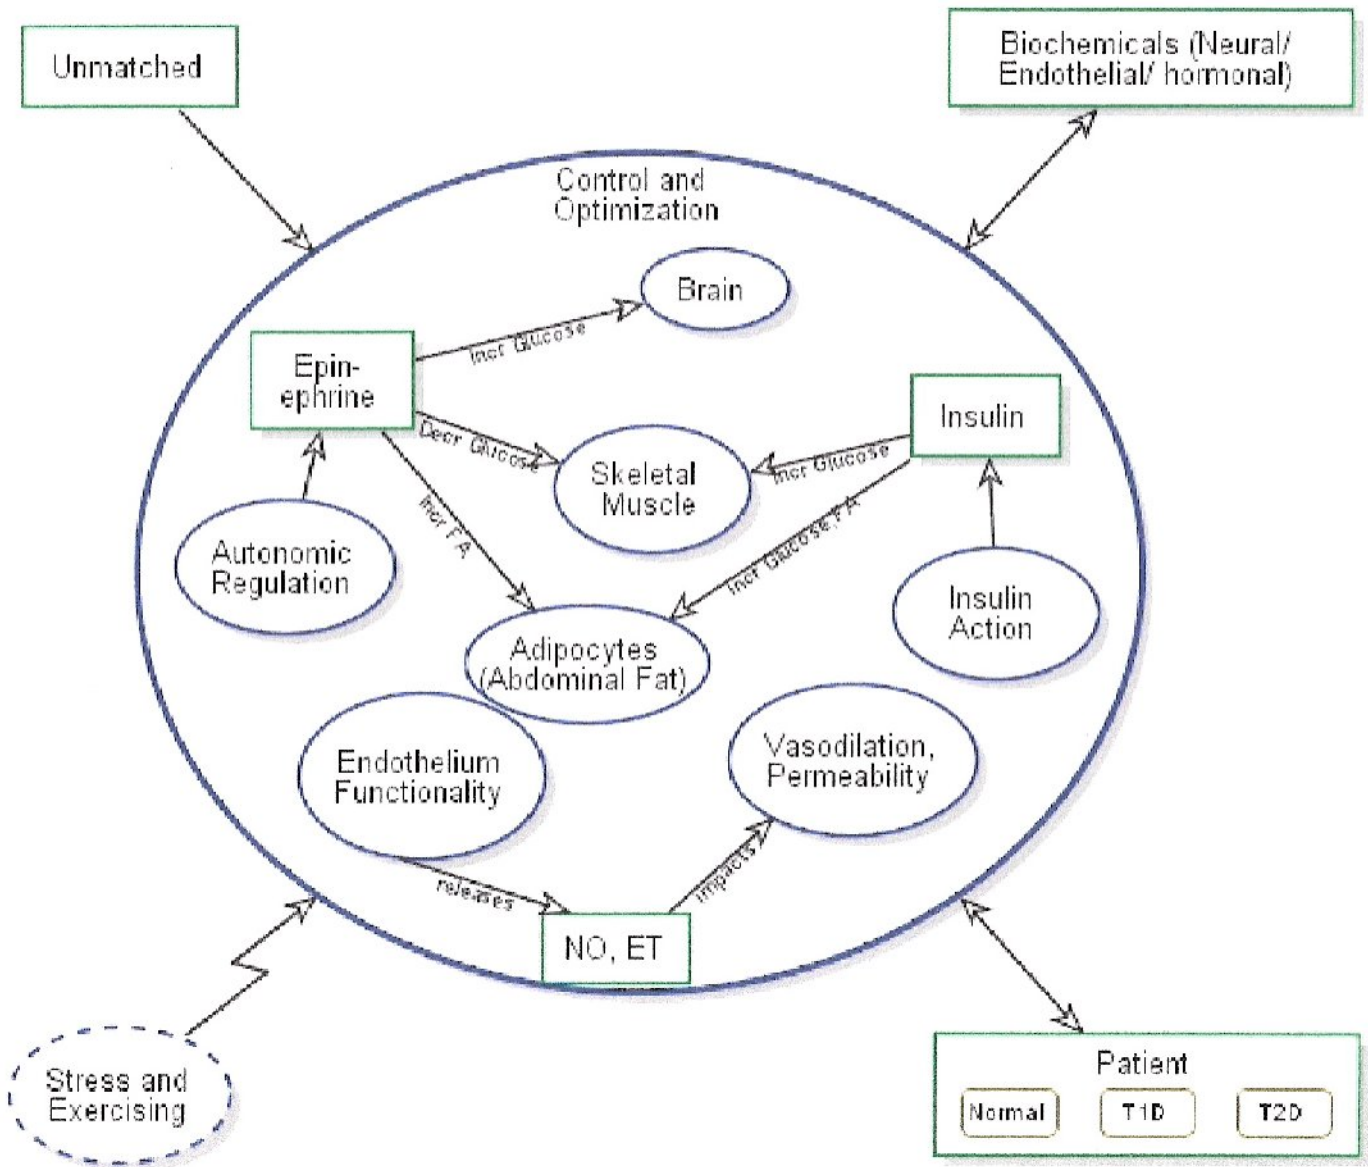 Unmatched
Biochemicals (Neural/
Endothelial/ hormonal)
Control and
Optimization
Brain
Incr Glucose
Epin-
ephrine
Insulin
Decr Glucose
Incr Glucose
Skeletal
Muscle
Incr FA
Incr Glucose,FA
Autonomic
Regulation
Insulin
Action
Adipocytes
(Abdominal Fat)
Endothelium
Functionality
Vasodilation,
Permeability
releases
impacts
NO, ET
Stress and
Exercising
Patient
Normal
T1D
T2D